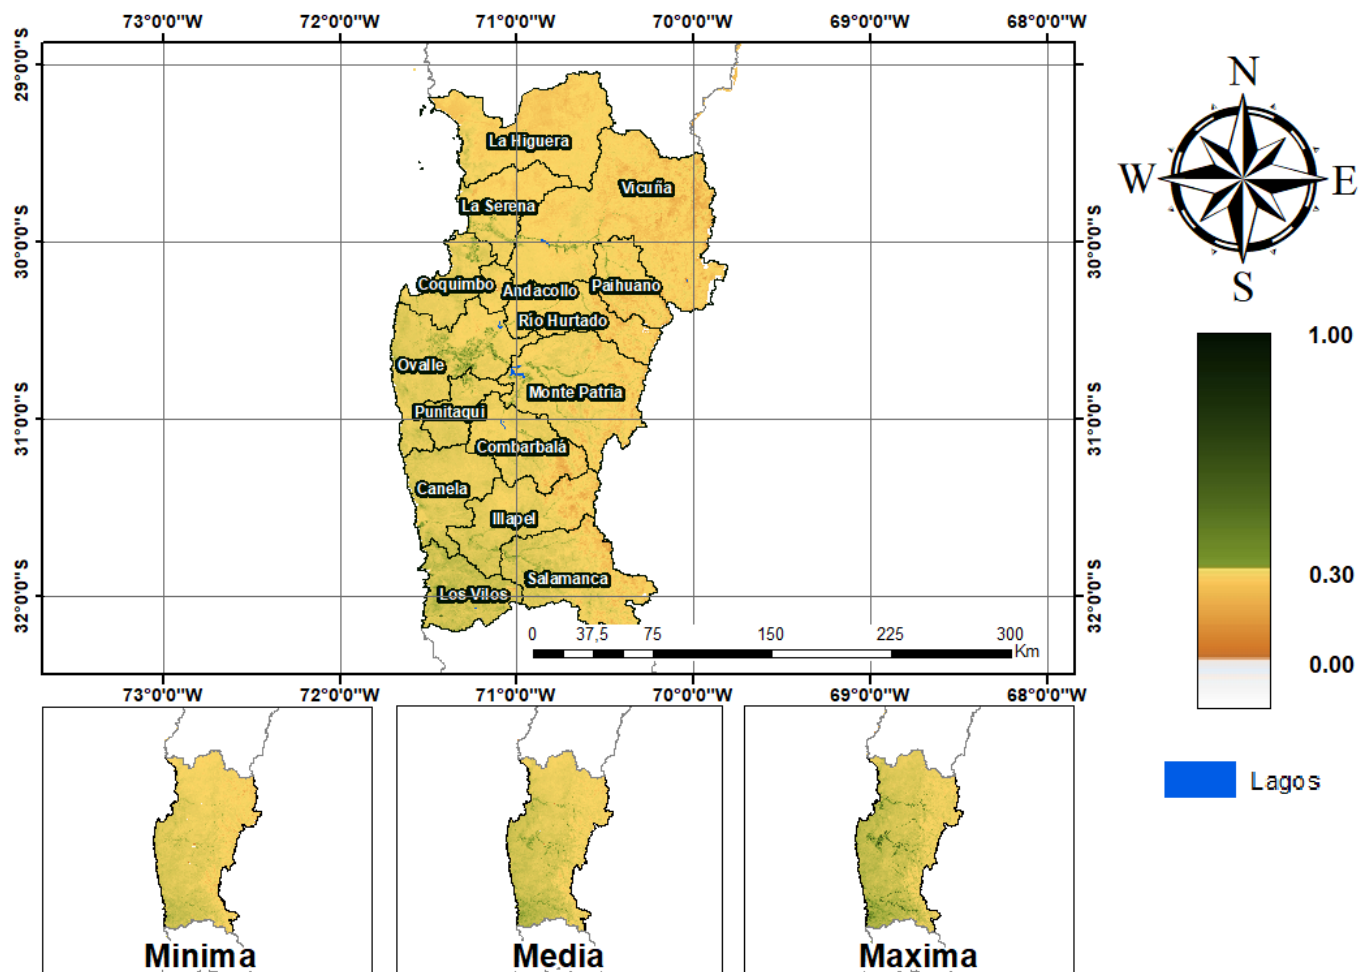 73°0'0"W 72°0'0"W 71°0'0"W 70°0'0"W 69°0'0"W 68°0'0"W
29°0'0"S
30°0'0"S
31°0'0"S
32°0'0"S
La Higuera
Vicuña
La Serena
Coquimbo
Andacollo
Paihuano
Río Hurtado
Ovalle
Monte Patria
Punitaqui
Combarbalá
Canela
Illapel
Salamanca
Los Vilos
0 37,5 75 150 225 300
Km
30°0'0"S
31°0'0"S
32°0'0"S
73°0'0"W 72°0'0"W 71°0'0"W 70°0'0"W 69°0'0"W 68°0'0"W
N
W E
S
1.00
0.30
0.00
Lagos
Minima
Media
Maxima